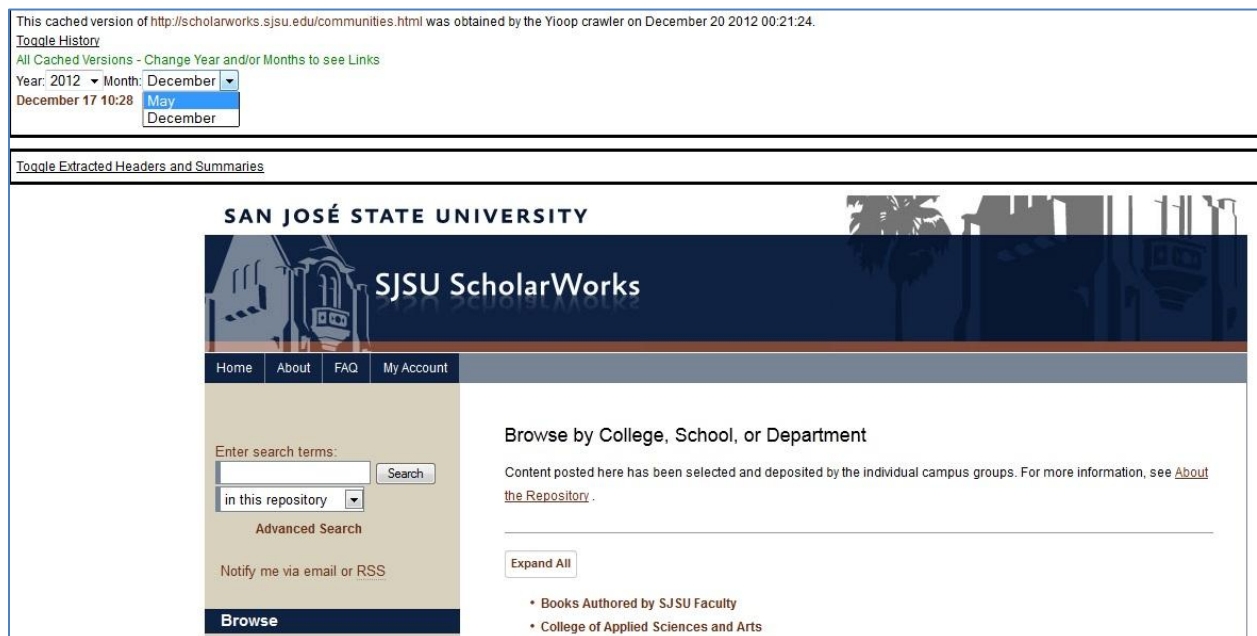 This cached version of http://scholarworks.sjsu.edu/communities.html was obtained by the Yioop crawler on December 20 2012 00:21:24.
Toggle History
All Cached Versions - Change Year and/or Months to see Links
Year: 2012 Month: December
December 17 10:28
May
December
Toggle Extracted Headers and Summaries
SAN JOSÉ STATE UNIVERSITY
SJSU ScholarWorks
Home About FAQ My Account
Enter search terms:
Search
in this repository
Advanced Search
Notify me via email or RSS
Browse
Browse by College, School, or Department
Content posted here has been selected and deposited by the individual campus groups. For more information, see About
the Repository .
Expand All
• Books Authored by SJSU Faculty
• College of Applied Sciences and Arts